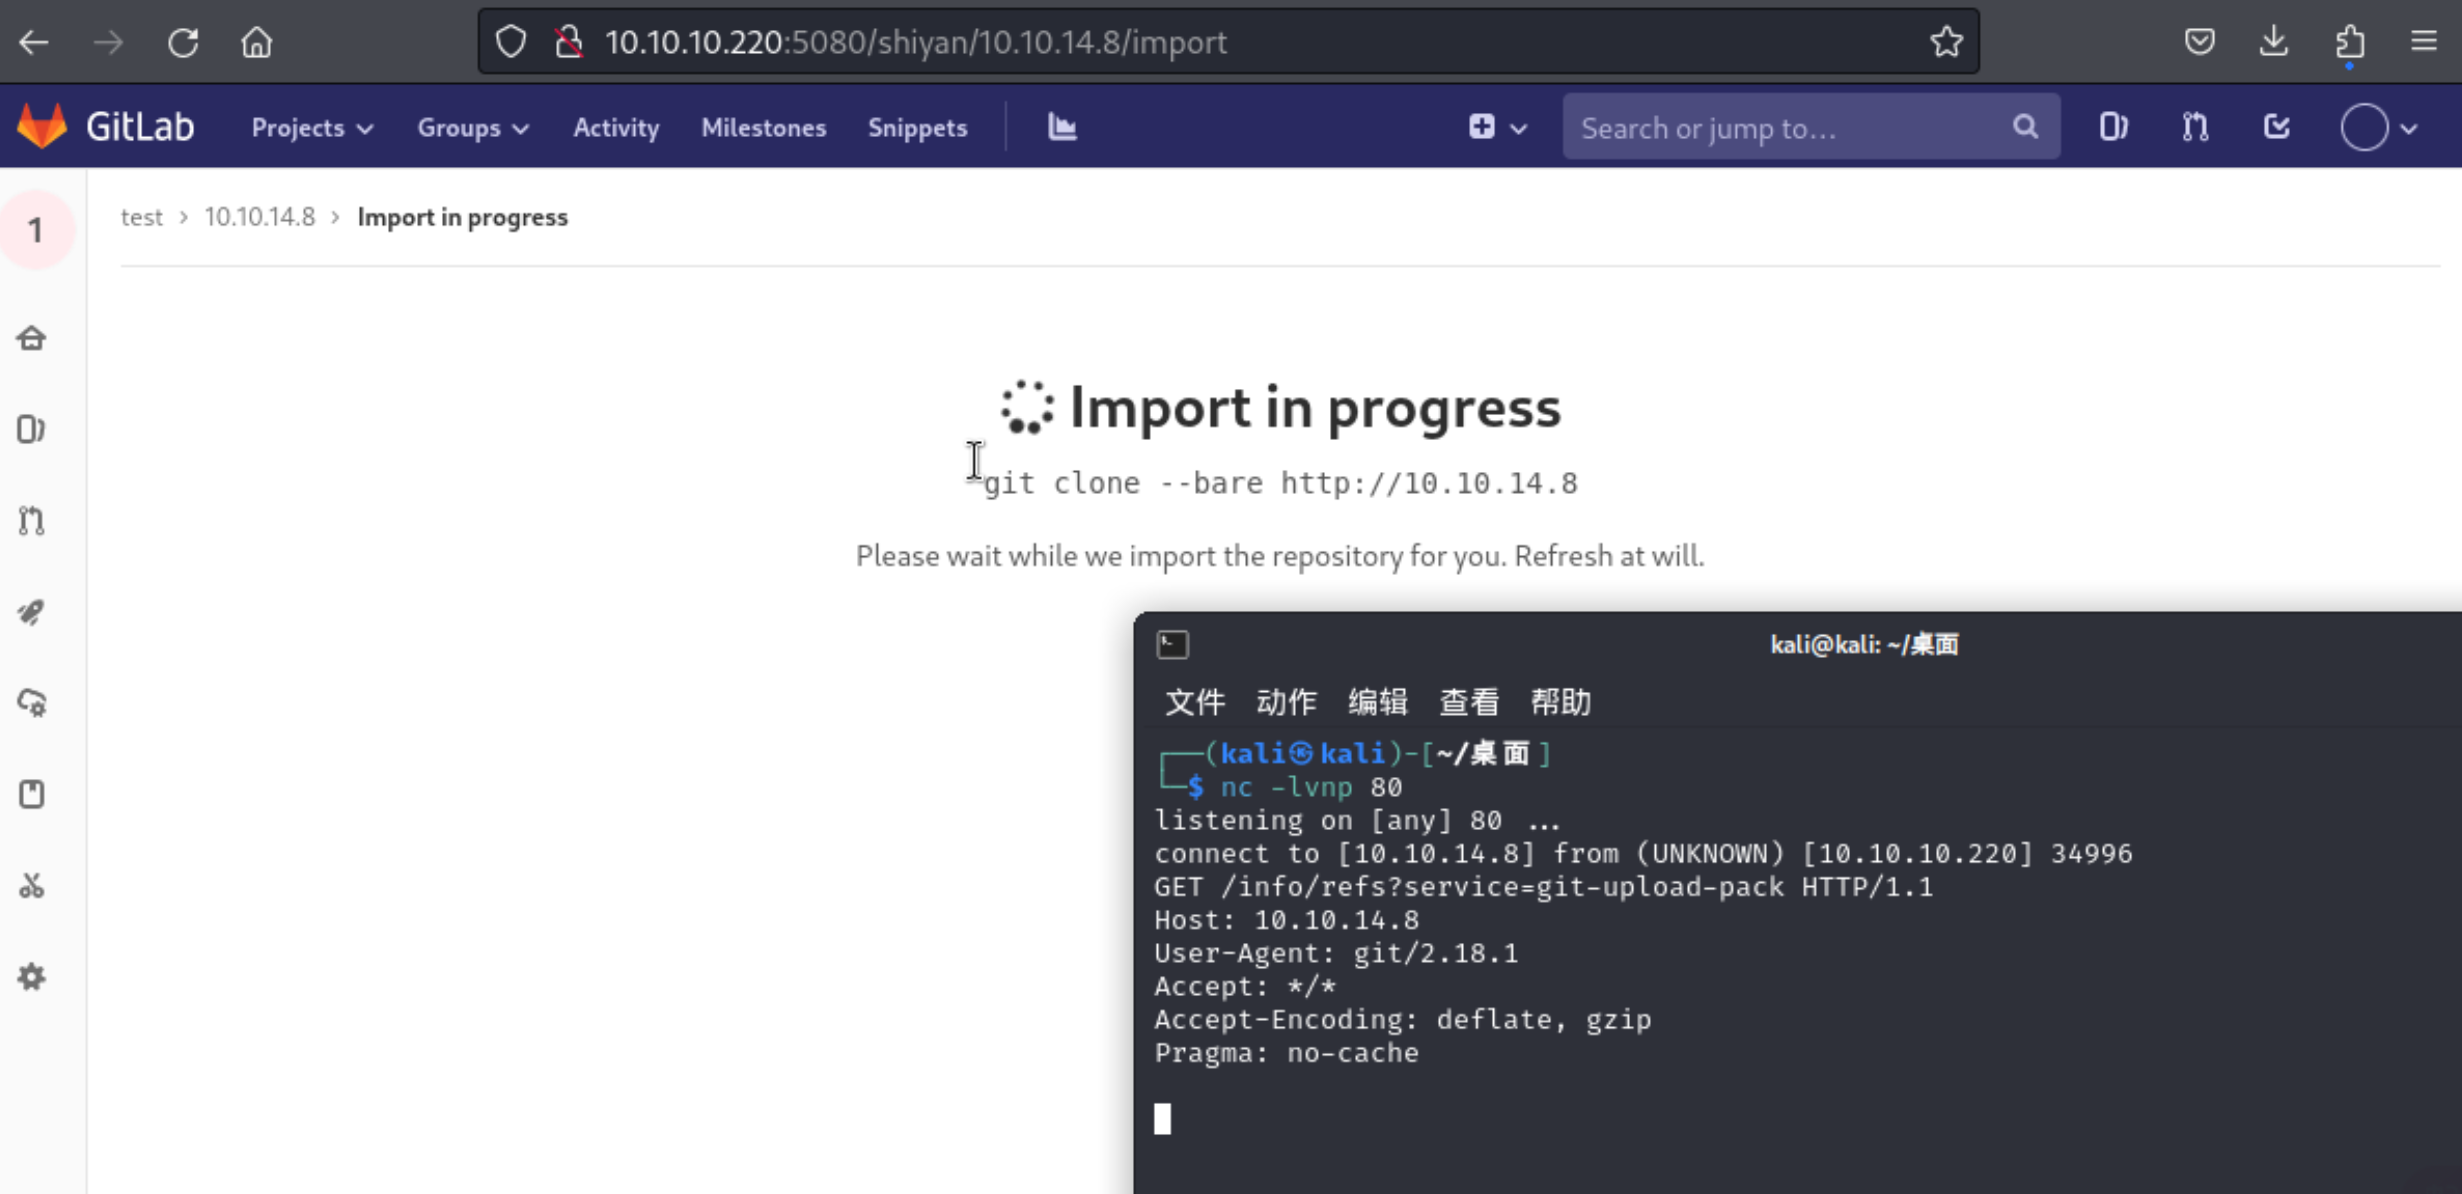 10.10.10.220:5080/shiyan/10.10.14.8/import
GitLab Projects Groups Activity Milestones Snippets Search or jump to...
1
test > 10.10.14.8 > Import in progress
Import in progress
git clone --bare http://10.10.14.8
Please wait while we import the repository for you. Refresh at will.
kali@kali: ~/桌面
文件 动作 编辑 查看 帮助
┌──(kali㉿kali)-[~/桌面]
└─$ nc -lvnp 80
listening on [any] 80 ...
connect to [10.10.14.8] from (UNKNOWN) [10.10.10.220] 34996
GET /info/refs?service=git-upload-pack HTTP/1.1
Host: 10.10.14.8
User-Agent: git/2.18.1
Accept: */*
Accept-Encoding: deflate, gzip
Pragma: no-cache